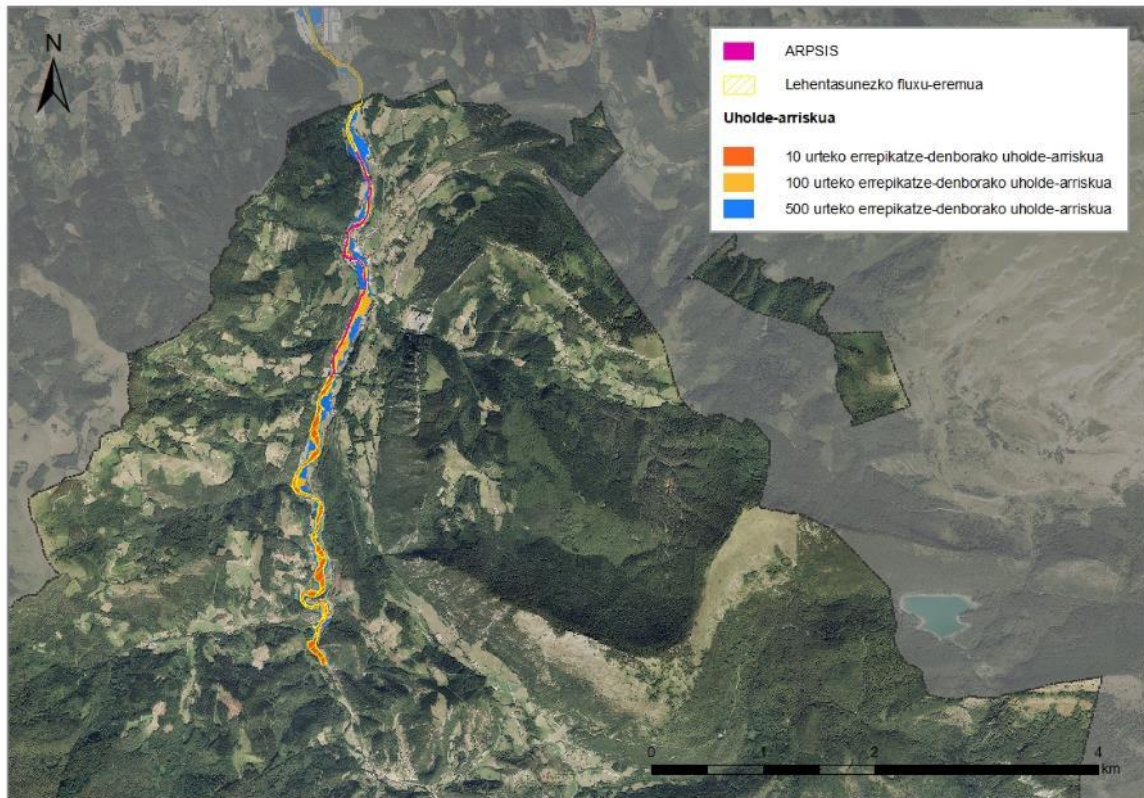 N
ARPSIS
Lehentasunezko fluxu-eremua
Uholde-arriskua
10 urteko errepikatze-denborako uholde-arriskua
100 urteko errepikatze-denborako uholde-arriskua
500 urteko errepikatze-denborako uholde-arriskua
0 1 2 4
km